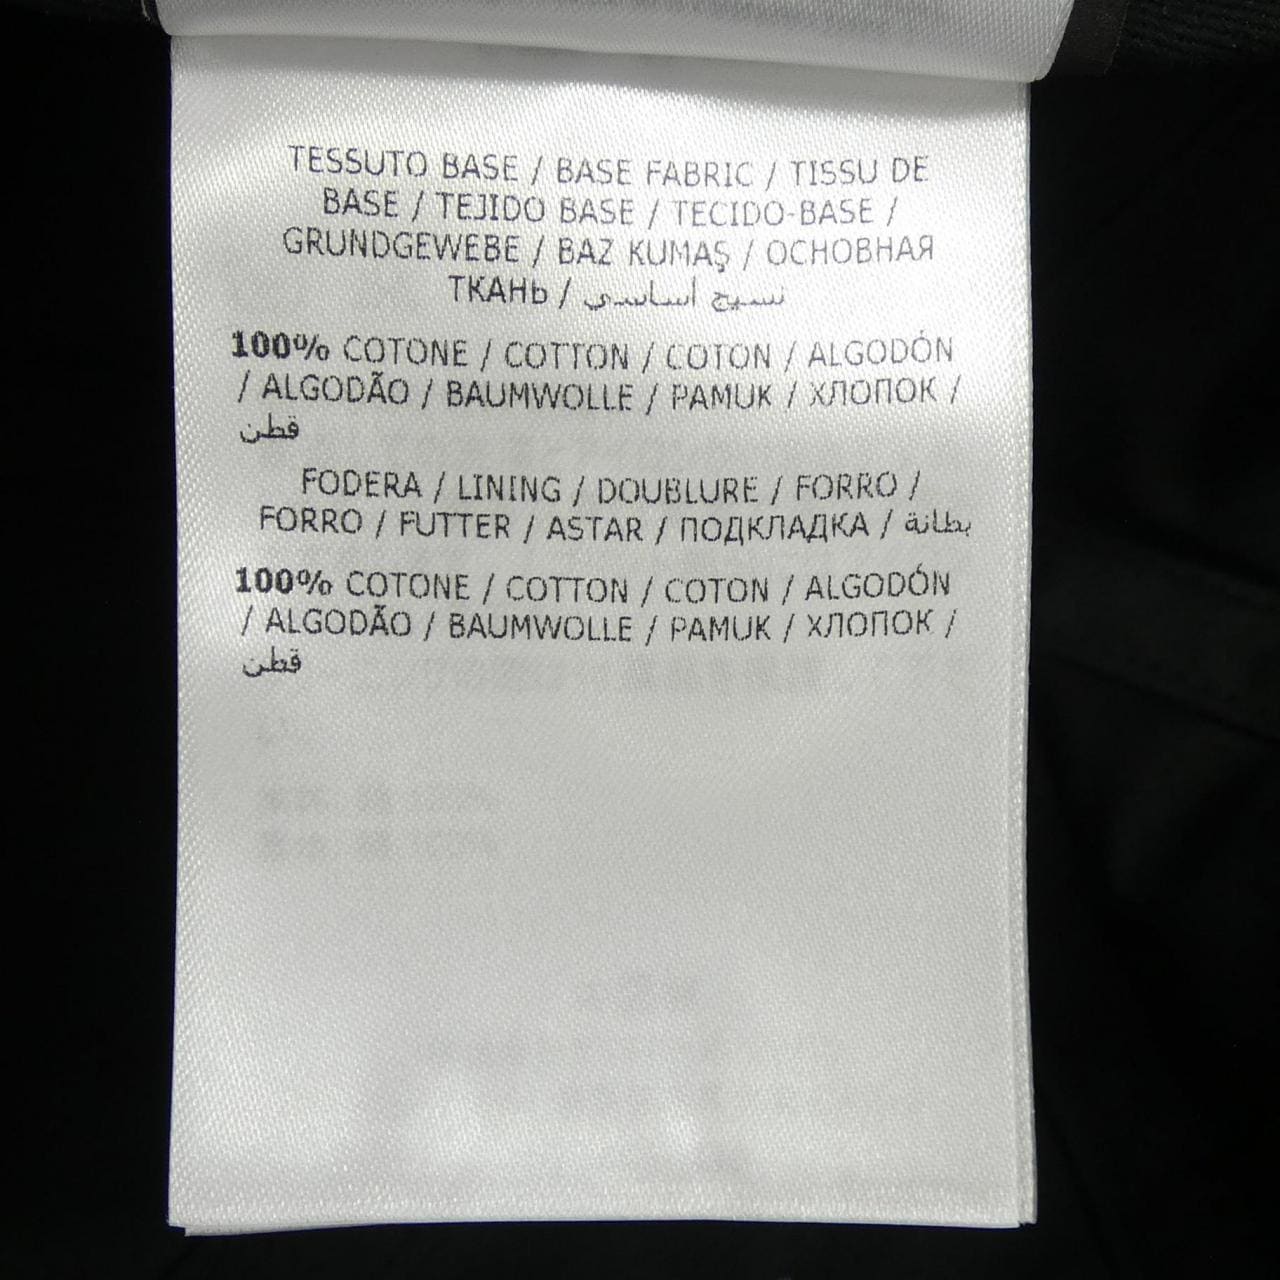 TESSUTO BASE / BASE FABRIC / TISSU DE
BASE / TEJIDO BASE / TECIDO-BASE /
GRUNDGEWEBE / BAZ KUMAŞ / ОСНОВНАЯ
ТКАНЬ / نسيج أساسي
100% COTONE / COTTON / COTON / ALGODÓN
/ ALGODÃO / BAUMWOLLE / PAMUK / ХЛОПОК /
قطن
FODERA / LINING / DOUBLURE / FORRO /
FORRO / FUTTER / ASTAR / ПОДКЛАДКА / بطانة
100% COTONE / COTTON / COTON / ALGODÓN
/ ALGODÃO / BAUMWOLLE / PAMUK / ХЛОПОК /
قطن